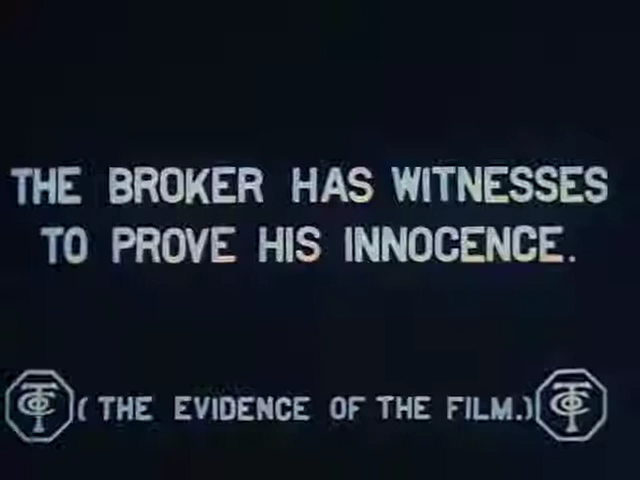 THE BROKER HAS WITNESSES
TO PROVE HIS INNOCENCE.
(THE EVIDENCE OF THE FILM.)